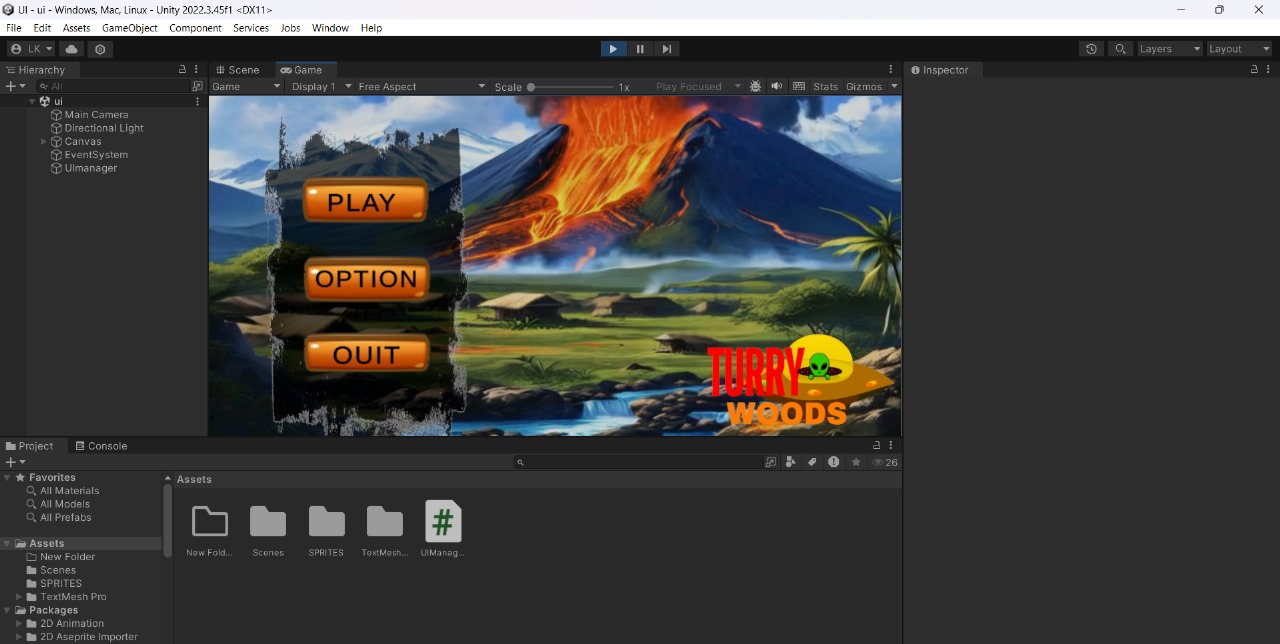 UI - ui - Windows, Mac, Linux - Unity 2022.3.45f1 <DX11>
File Edit Assets GameObject Component Services Jobs Window Help
LK Layers Layout
Hierarchy
All
ui
Main Camera
Directional Light
Canvas
EventSystem
UImanager
Scene Game
Game Display 1 Free Aspect Scale 1x Play Focused Stats Gizmos
PLAY
OPTION
QUIT
TURRY
WOODS
Inspector
Project Console
26
Favorites
All Materials
All Models
All Prefabs
Assets
New Folder
Scenes
SPRITES
TextMesh Pro
Packages
2D Animation
2D Aseprite Importer
Assets
New Fold... Scenes SPRITES TextMesh... UIManag...
#